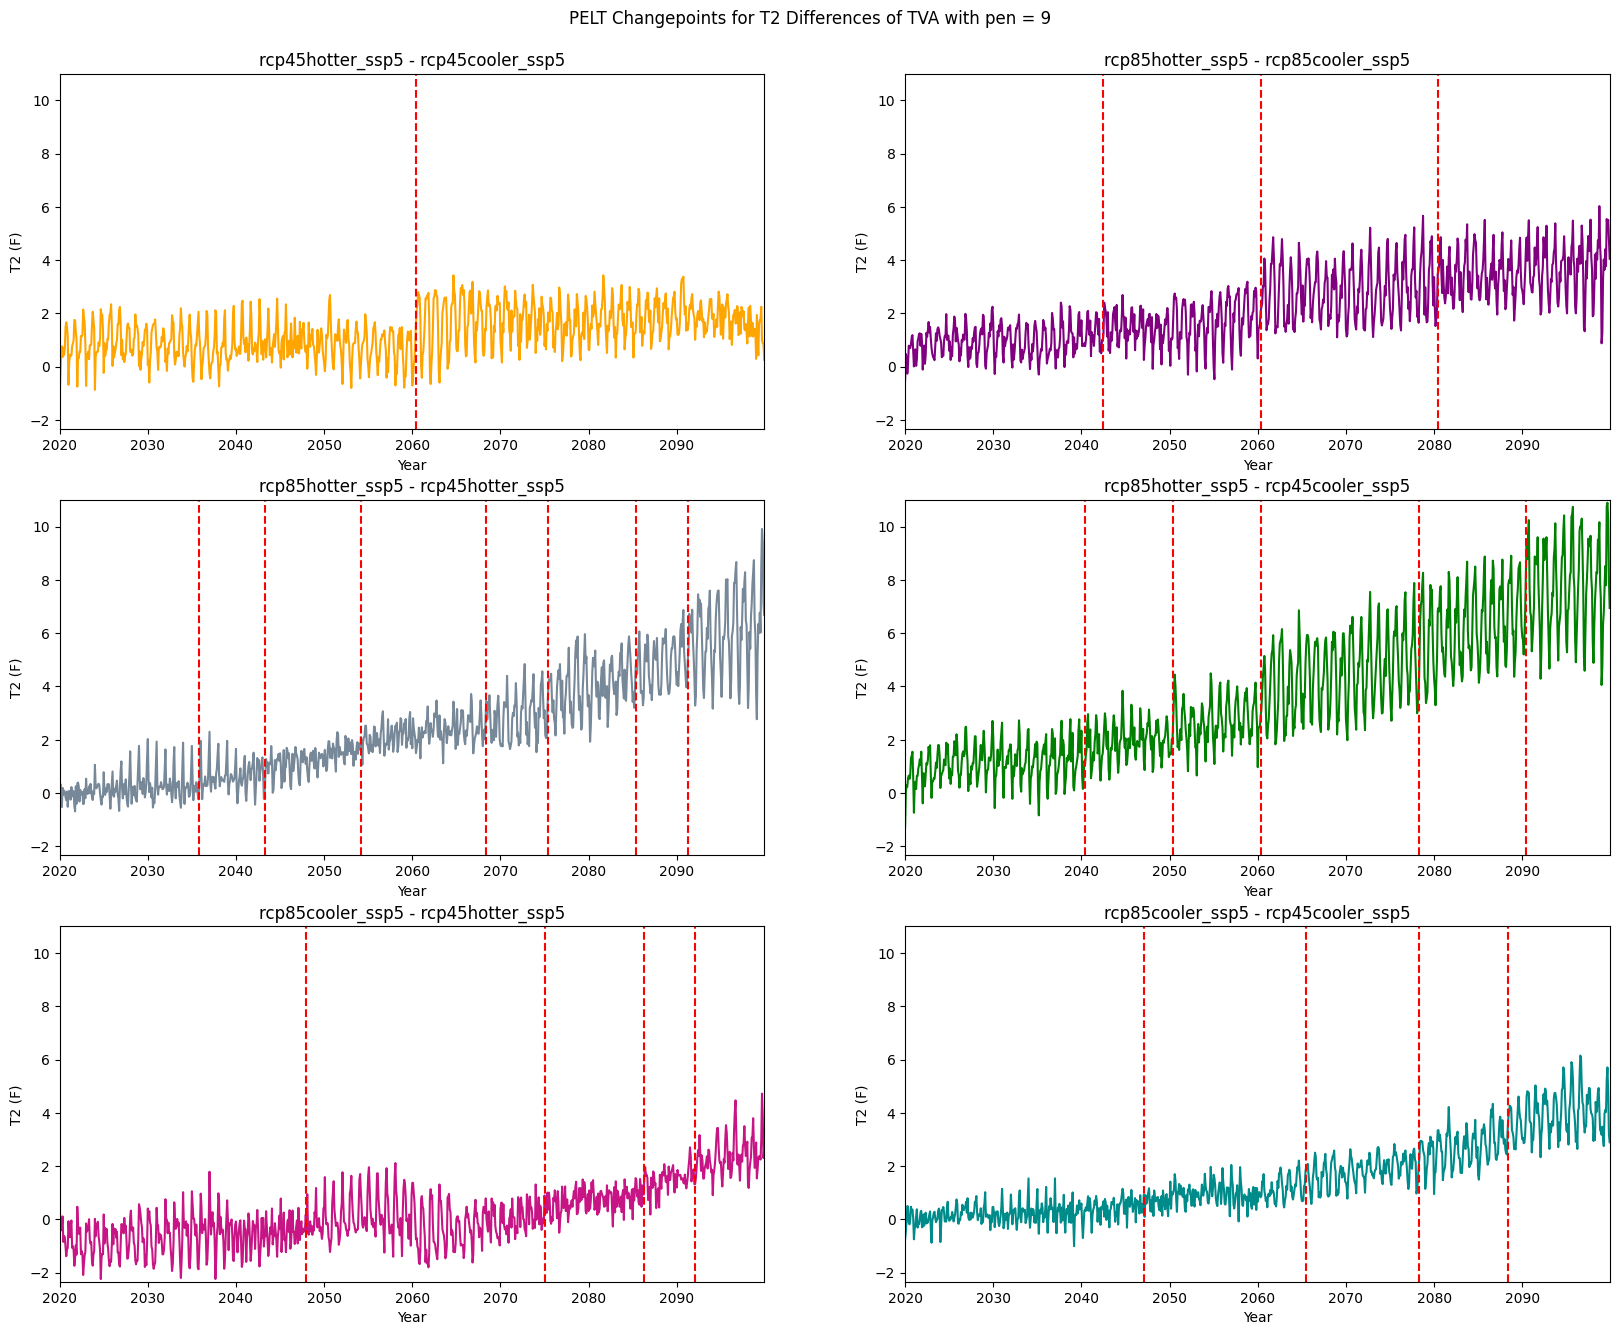 PELT Changepoints for T2 Differences of TVA with pen = 9
rcp45hotter_ssp5 - rcp45cooler_ssp5
10
8
6
4
2
0
−2
T2 (F)
2020 2030 2040 2050 2060 2070 2080 2090
Year
rcp85hotter_ssp5 - rcp85cooler_ssp5
10
8
6
4
2
0
−2
T2 (F)
2020 2030 2040 2050 2060 2070 2080 2090
Year
rcp85hotter_ssp5 - rcp45hotter_ssp5
10
8
6
4
2
0
−2
T2 (F)
2020 2030 2040 2050 2060 2070 2080 2090
Year
rcp85hotter_ssp5 - rcp45cooler_ssp5
10
8
6
4
2
0
−2
T2 (F)
2020 2030 2040 2050 2060 2070 2080 2090
Year
rcp85cooler_ssp5 - rcp45hotter_ssp5
10
8
6
4
2
0
−2
T2 (F)
2020 2030 2040 2050 2060 2070 2080 2090
Year
rcp85cooler_ssp5 - rcp45cooler_ssp5
10
8
6
4
2
0
−2
T2 (F)
2020 2030 2040 2050 2060 2070 2080 2090
Year